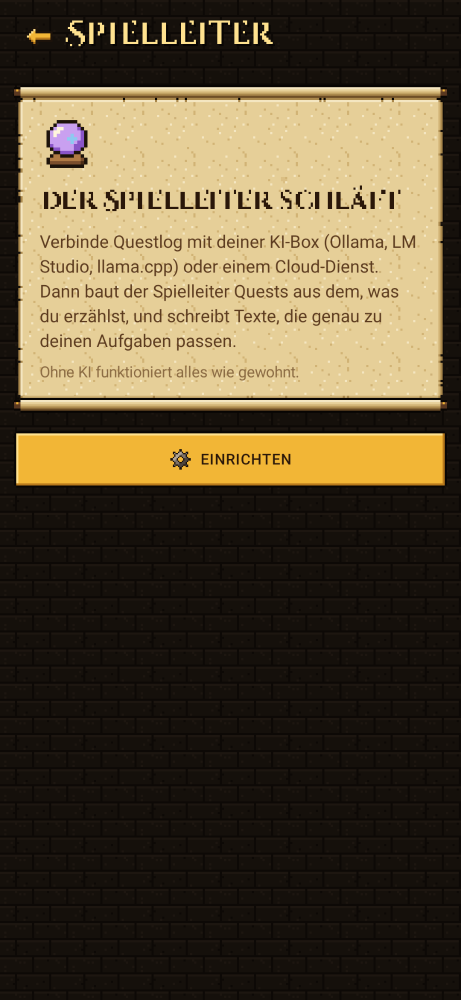 SPIELLEITER
DER SPIELLEITER SCHLÄFT
Verbinde Questlog mit deiner KI-Box (Ollama, LM
Studio, llama.cpp) oder einem Cloud-Dienst.
Dann baut der Spielleiter Quests aus dem, was
du erzählst, und schreibt Texte, die genau zu
deinen Aufgaben passen.
Ohne KI funktioniert alles wie gewohnt.
EINRICHTEN